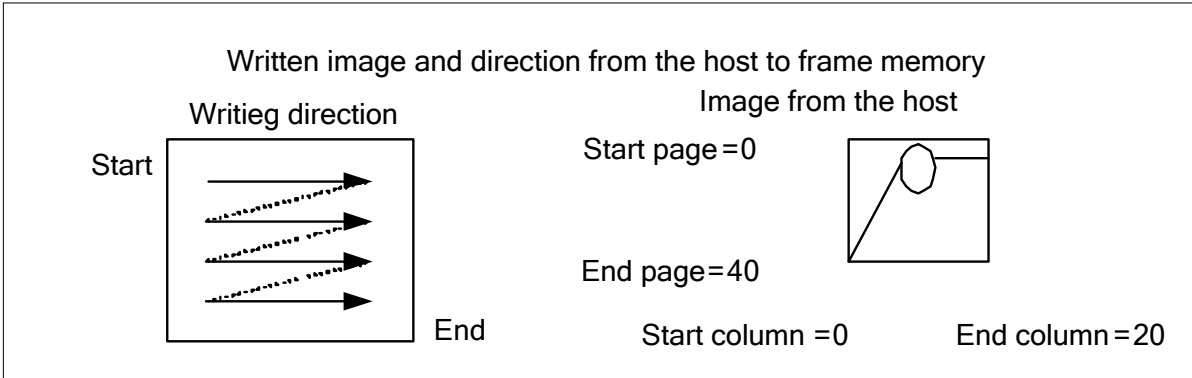 Written image and direction from the host to frame memory
Writieg direction
Start
End
Image from the host
Start page=0
End page=40
Start column =0
End column=20